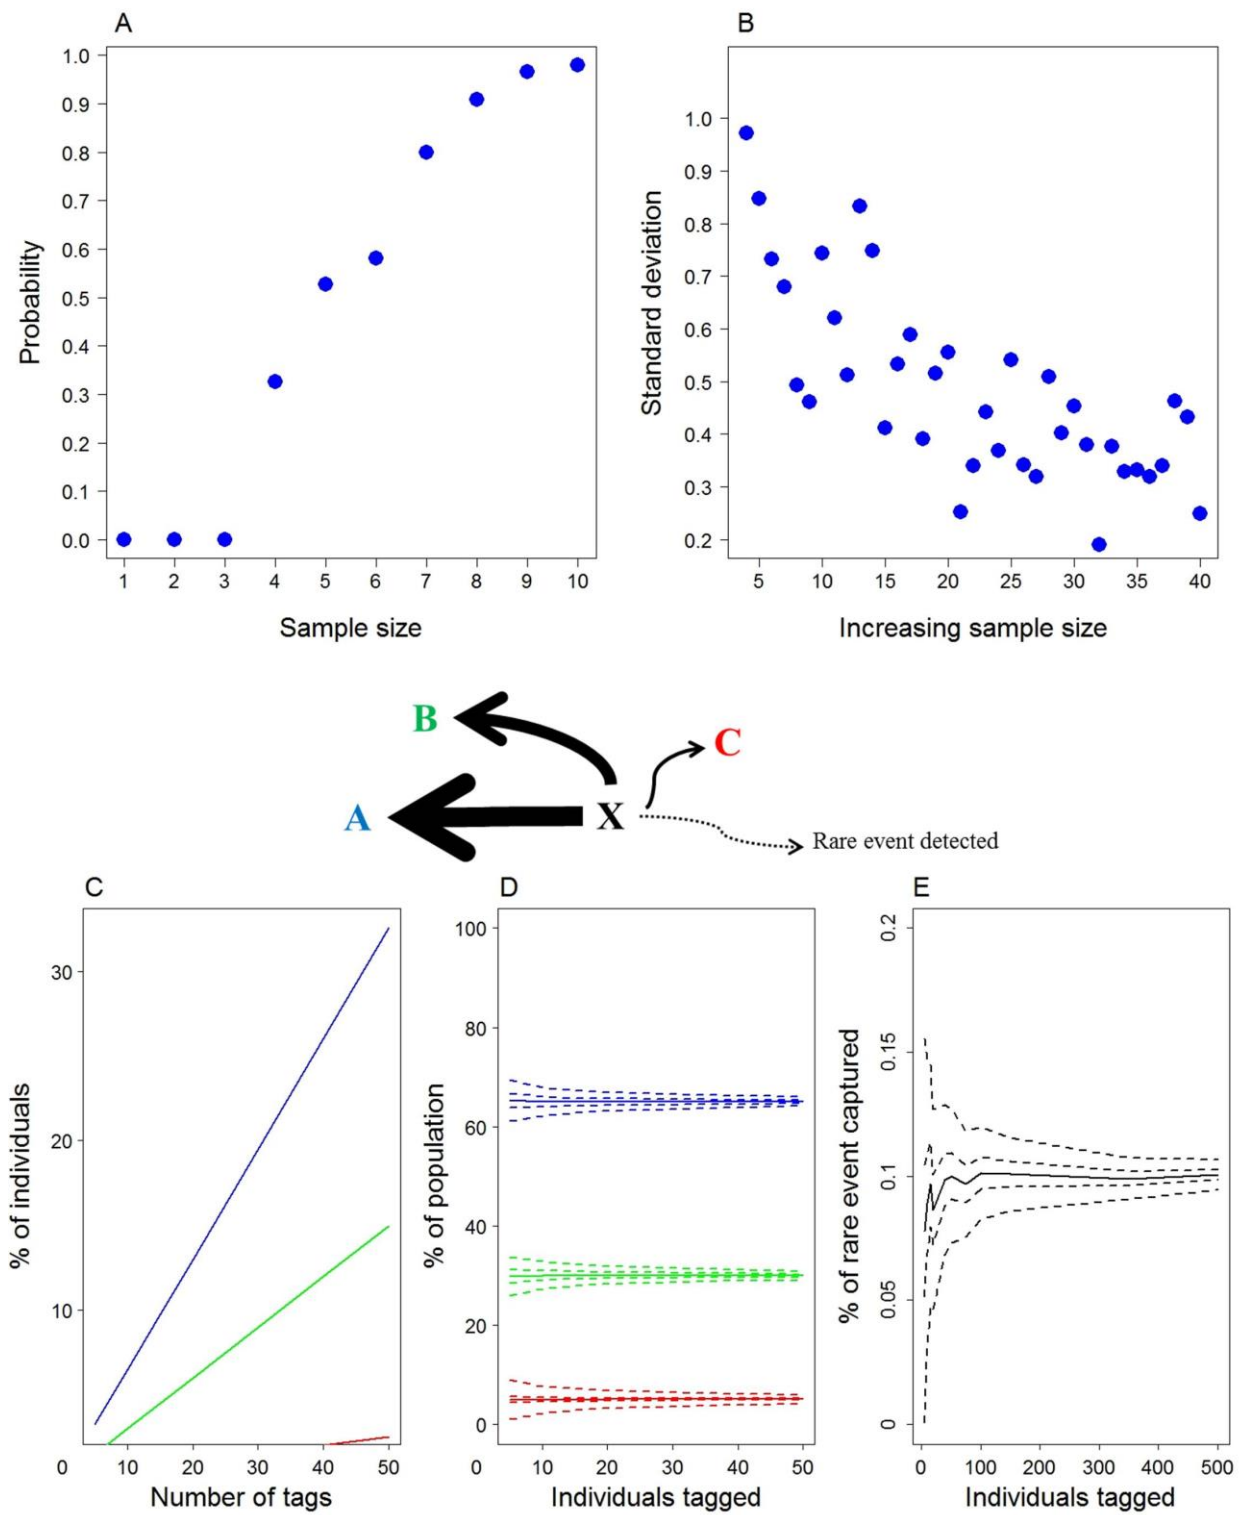 A
1.0
0.9
0.8
0.7
0.6
0.5
0.4
0.3
0.2
0.1
0.0
Probability
1 2 3 4 5 6 7 8 9 10
Sample size
B
1.0
0.9
0.8
0.7
0.6
0.5
0.4
0.3
0.2
Standard deviation
5 10 15 20 25 30 35 40
Increasing sample size
B
C
A
X
Rare event detected
C
30
20
10
% of individuals
0 10 20 30 40 50
Number of tags
D
100
80
60
40
20
0
% of population
0 10 20 30 40 50
Individuals tagged
E
0.2
0.15
0.1
0.05
0
% of rare event captured
0 100 200 300 400 500
Individuals tagged